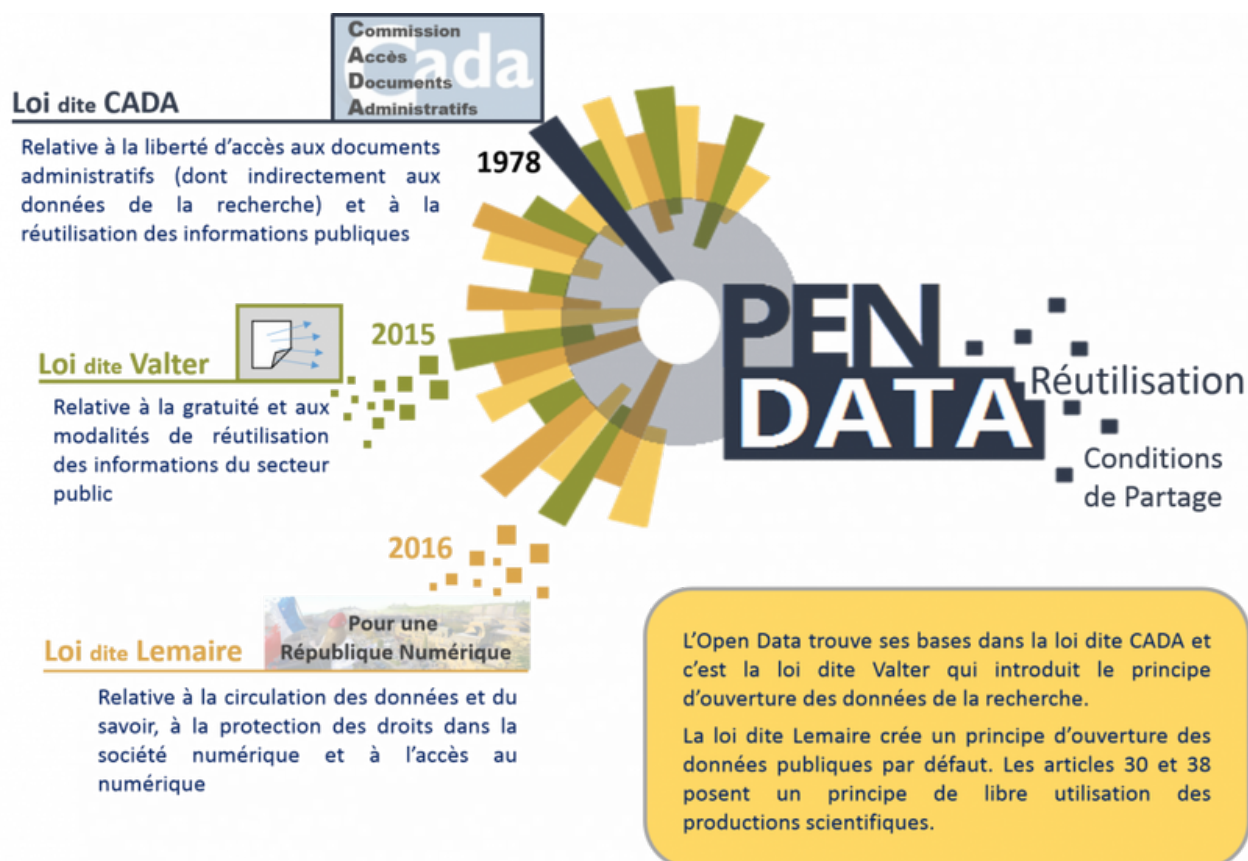 Commission
Accès
Documents
Administratifs
Cada
Loi dite CADA
Relative à la liberté d'accès aux documents
administratifs (dont indirectement aux
données de la recherche) et à la
réutilisation des informations publiques
1978
2015
Loi dite Valter
Relative à la gratuité et aux
modalités de réutilisation
des informations du secteur
public
OPEN
DATA
Réutilisation
Conditions
de Partage
2016
Pour une
République Numérique
Loi dite Lemaire
Relative à la circulation des données et du
savoir, à la protection des droits dans la
société numérique et à l'accès au
numérique
L'Open Data trouve ses bases dans la loi dite CADA et
c'est la loi dite Valter qui introduit le principe
d'ouverture des données de la recherche.
La loi dite Lemaire crée un principe d'ouverture des
données publiques par défaut. Les articles 30 et 38
posent un principe de libre utilisation des
productions scientifiques.